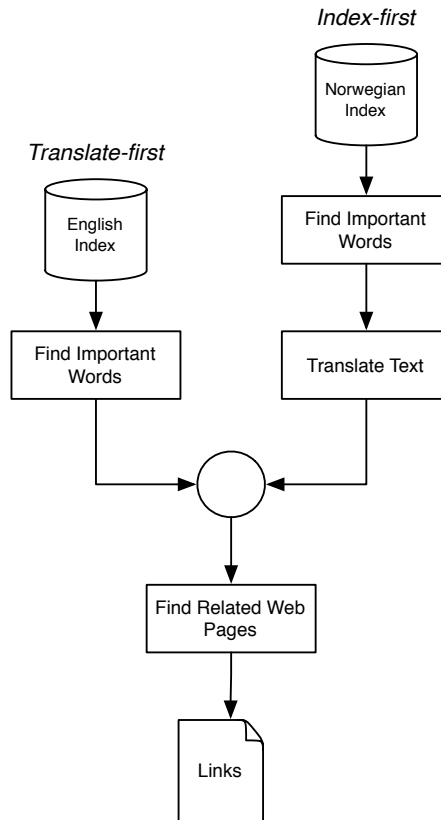 Index-first
Norwegian
Index
Translate-first
English
Index
Find Important
Words
Find Important
Words
Translate Text
Find Related Web
Pages
Links